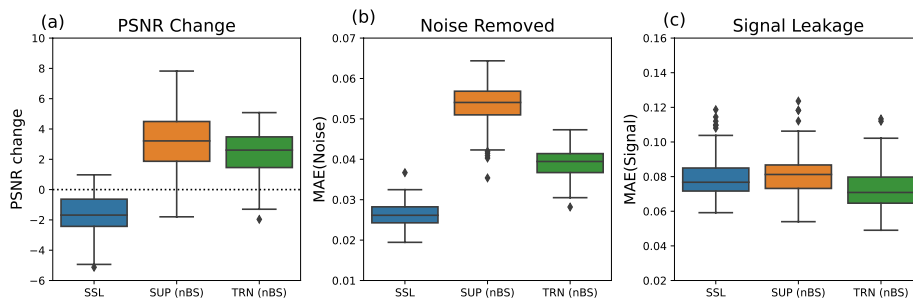 (a)
PSNR Change
PSNR change
10
8
6
4
2
0
−2
−4
−6
SSL
SUP (nBS)
TRN (nBS)
(b)
Noise Removed
MAE(Noise)
0.07
0.06
0.05
0.04
0.03
0.02
0.01
SSL
SUP (nBS)
TRN (nBS)
(c)
Signal Leakage
MAE(Signal)
0.16
0.14
0.12
0.10
0.08
0.06
0.04
0.02
SSL
SUP (nBS)
TRN (nBS)